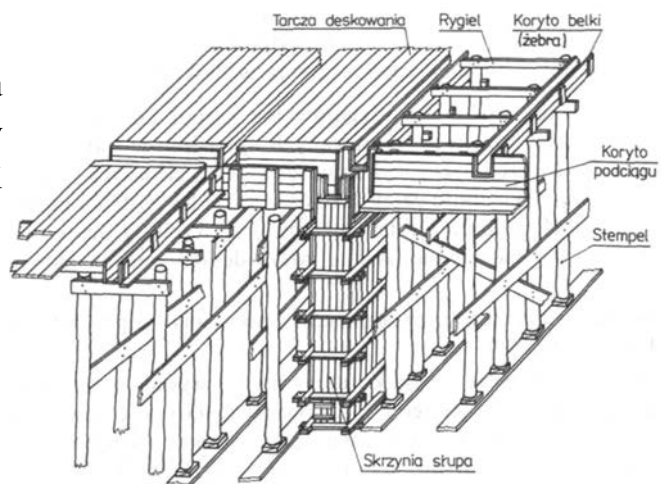 Tarcza deskowania
Rygiel
Koryto belki
(żebra)
Koryto
podciągu
Stempel
Skrzynia słupa